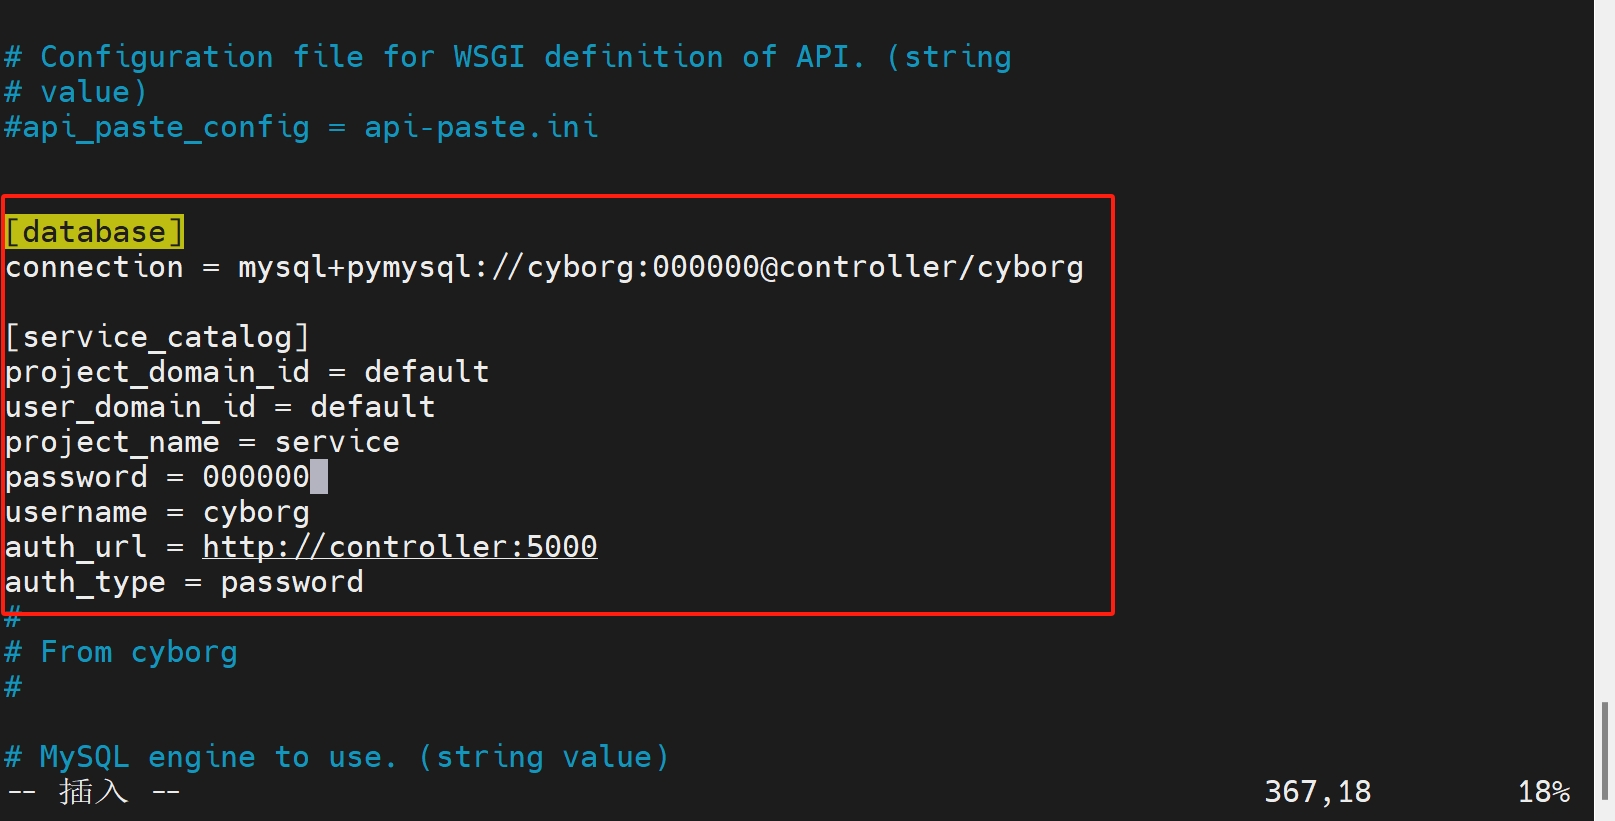 # Configuration file for WSGI definition of API. (string
# value)
#api_paste_config = api-paste.ini
[database]
connection = mysql+pymysql://cyborg:000000@controller/cyborg
[service_catalog]
project_domain_id = default
user_domain_id = default
project_name = service
password = 000000
username = cyborg
auth_url = http://controller:5000
auth_type = password
#
# From cyborg
#
# MySQL engine to use. (string value)
-- 插入 -- 367,18 18%